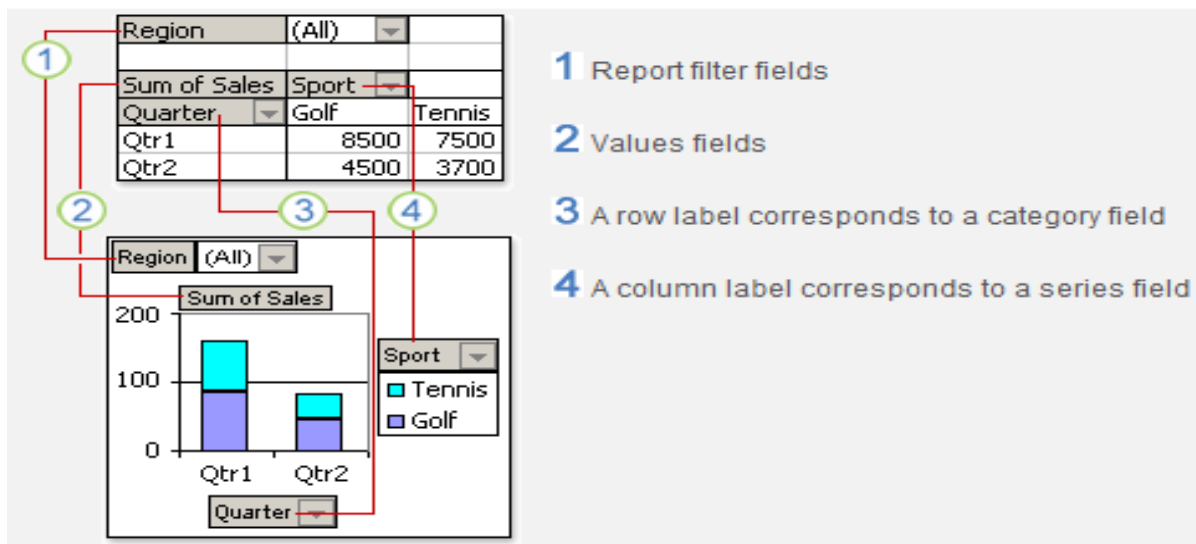 Region (All)
Sum of Sales Sport
Quarter Golf Tennis
Qtr1 8500 7500
Qtr2 4500 3700
1
2
3
4
Region (All)
Sum of Sales
200
100
0
Qtr1 Qtr2
Quarter
Sport
Tennis
Golf
1 Report filter fields
2 Values fields
3 A row label corresponds to a category field
4 A column label corresponds to a series field